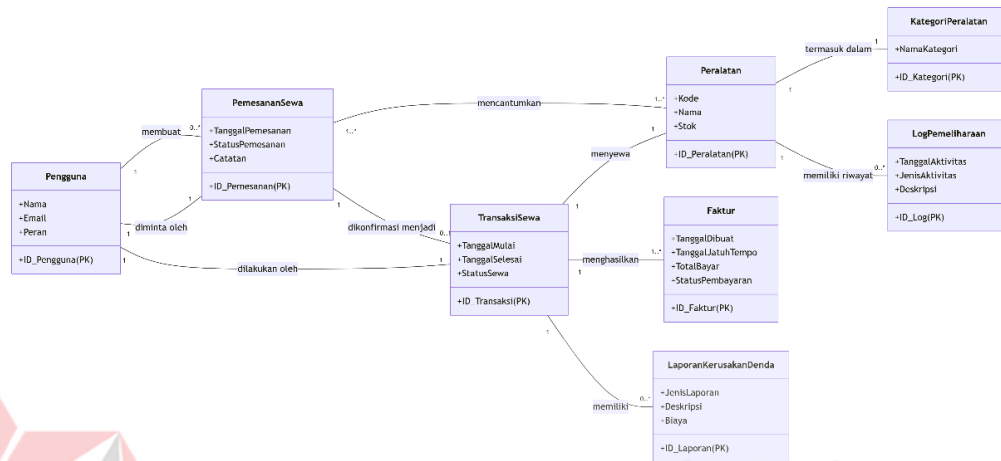 KategoriPeralatan
+NamaKategori
+ID_Kategori(PK)
termasuk dalam
1
1
Peralatan
+Kode
+Nama
+Stok
+ID_Peralatan(PK)
PemesananSewa
+TanggalPemesanan
+StatusPemesanan
+Catatan
+ID_Pemesanan(PK)
mencantumkan
1..*
1..*
LogPemeliharaan
+TanggalAktivitas
+JenisAktivitas
+Deskripsi
+ID_Log(PK)
memiliki riwayat
1
0..*
membuat
1
0..*
Pengguna
+Nama
+Email
+Peran
+ID_Pengguna(PK)
diminta oleh
1
1
menyewa
1
1
dikonfirmasi menjadi
1
dilakukan oleh
1
1
TransaksiSewa
+TanggalMulai
+TanggalSelesai
+StatusSewa
+ID_Transaksi(PK)
menghasilkan
1
1..*
Faktur
+TanggalDibuat
+TanggalJatuhTempo
+TotalBayar
+StatusPembayaran
+ID_Faktur(PK)
memiliki
1
0..*
LaporanKerusakanDenda
+JenisLaporan
+Deskripsi
+Biaya
+ID_Laporan(PK)